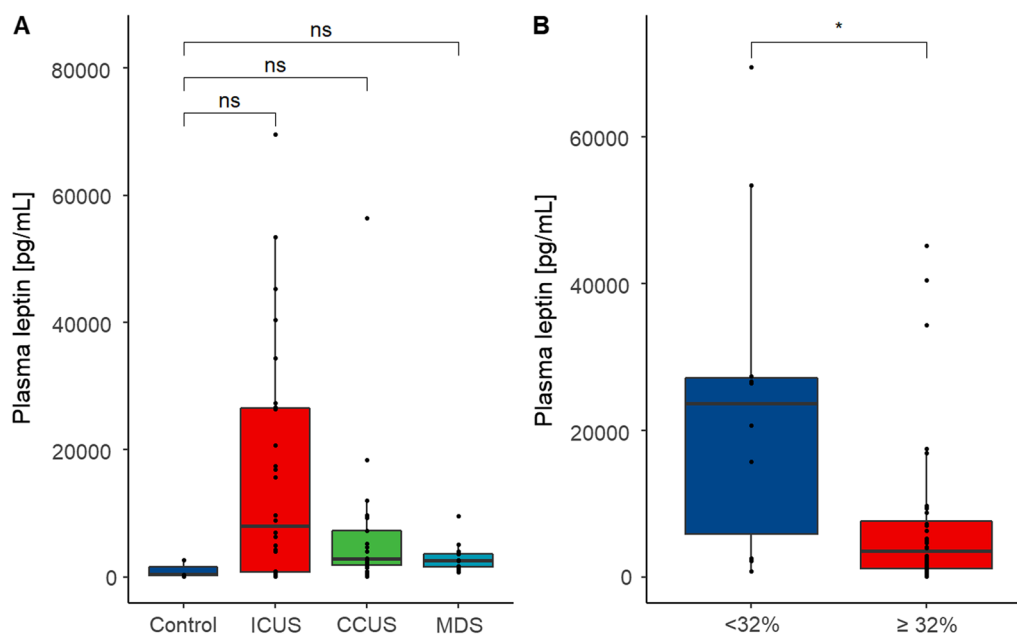 A
Plasma leptin [pg/mL]
80000
60000
40000
20000
0
ns
ns
ns
Control ICUS CCUS MDS
B
Plasma leptin [pg/mL]
60000
40000
20000
0
*
<32% ≥ 32%